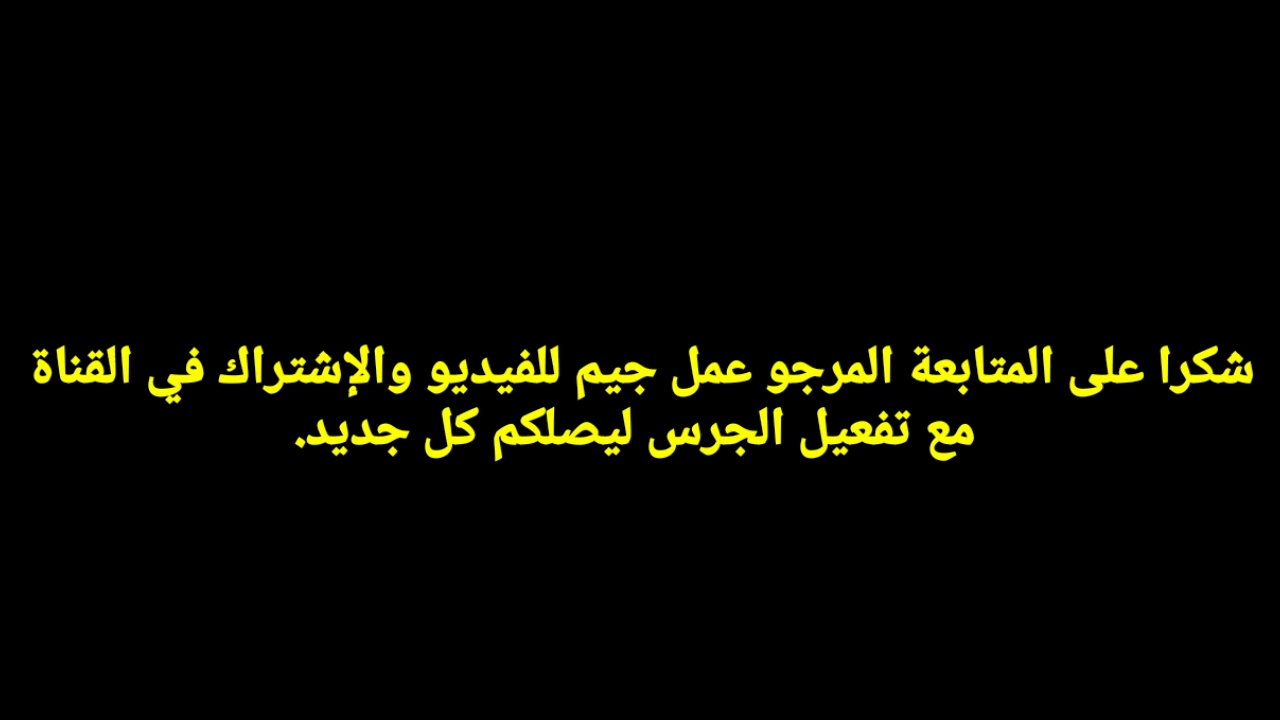 شكرا على المتابعة المرجو عمل جيم للفيديو والإشتراك في القناة
مع تفعيل الجرس ليصلكم كل جديد.